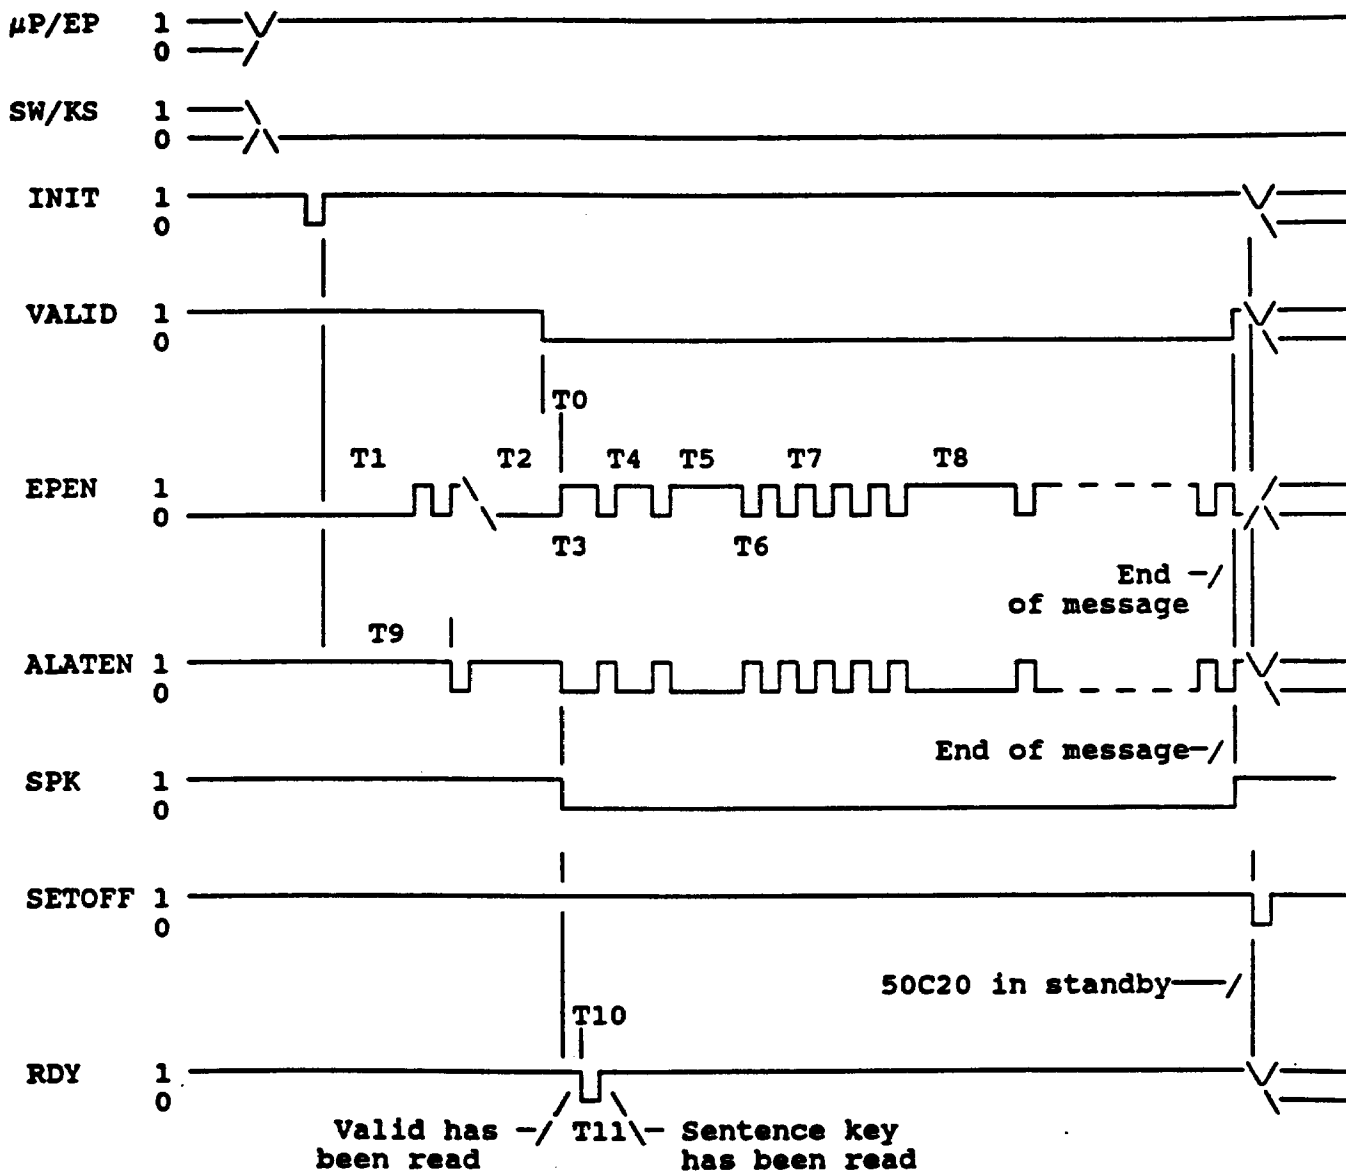 μP/EP 1
0
SW/KS 1
0
INIT 1
0
VALID 1
0
T0
T1 T2 T4 T5 T7 T8
EPEN 1
0
T3 T6
End
of message
T9
ALATEN 1
0
End of message
SPK 1
0
SETOFF 1
0
50C20 in standby
T10
RDY 1
0
Valid has T11 Sentence key
been read has been read